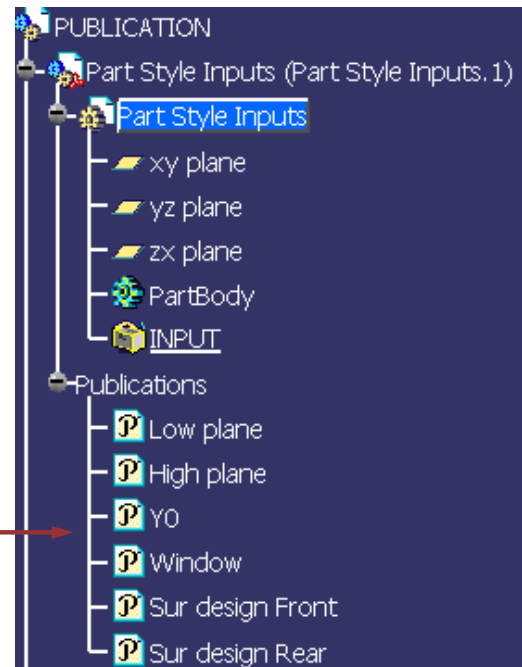 PUBLICATION
Part Style Inputs (Part Style Inputs.1)
Part Style Inputs
xy plane
yz plane
zx plane
PartBody
INPUT
Publications
P Low plane
P High plane
P Y0
P Window
P Sur design Front
P Sur design Rear